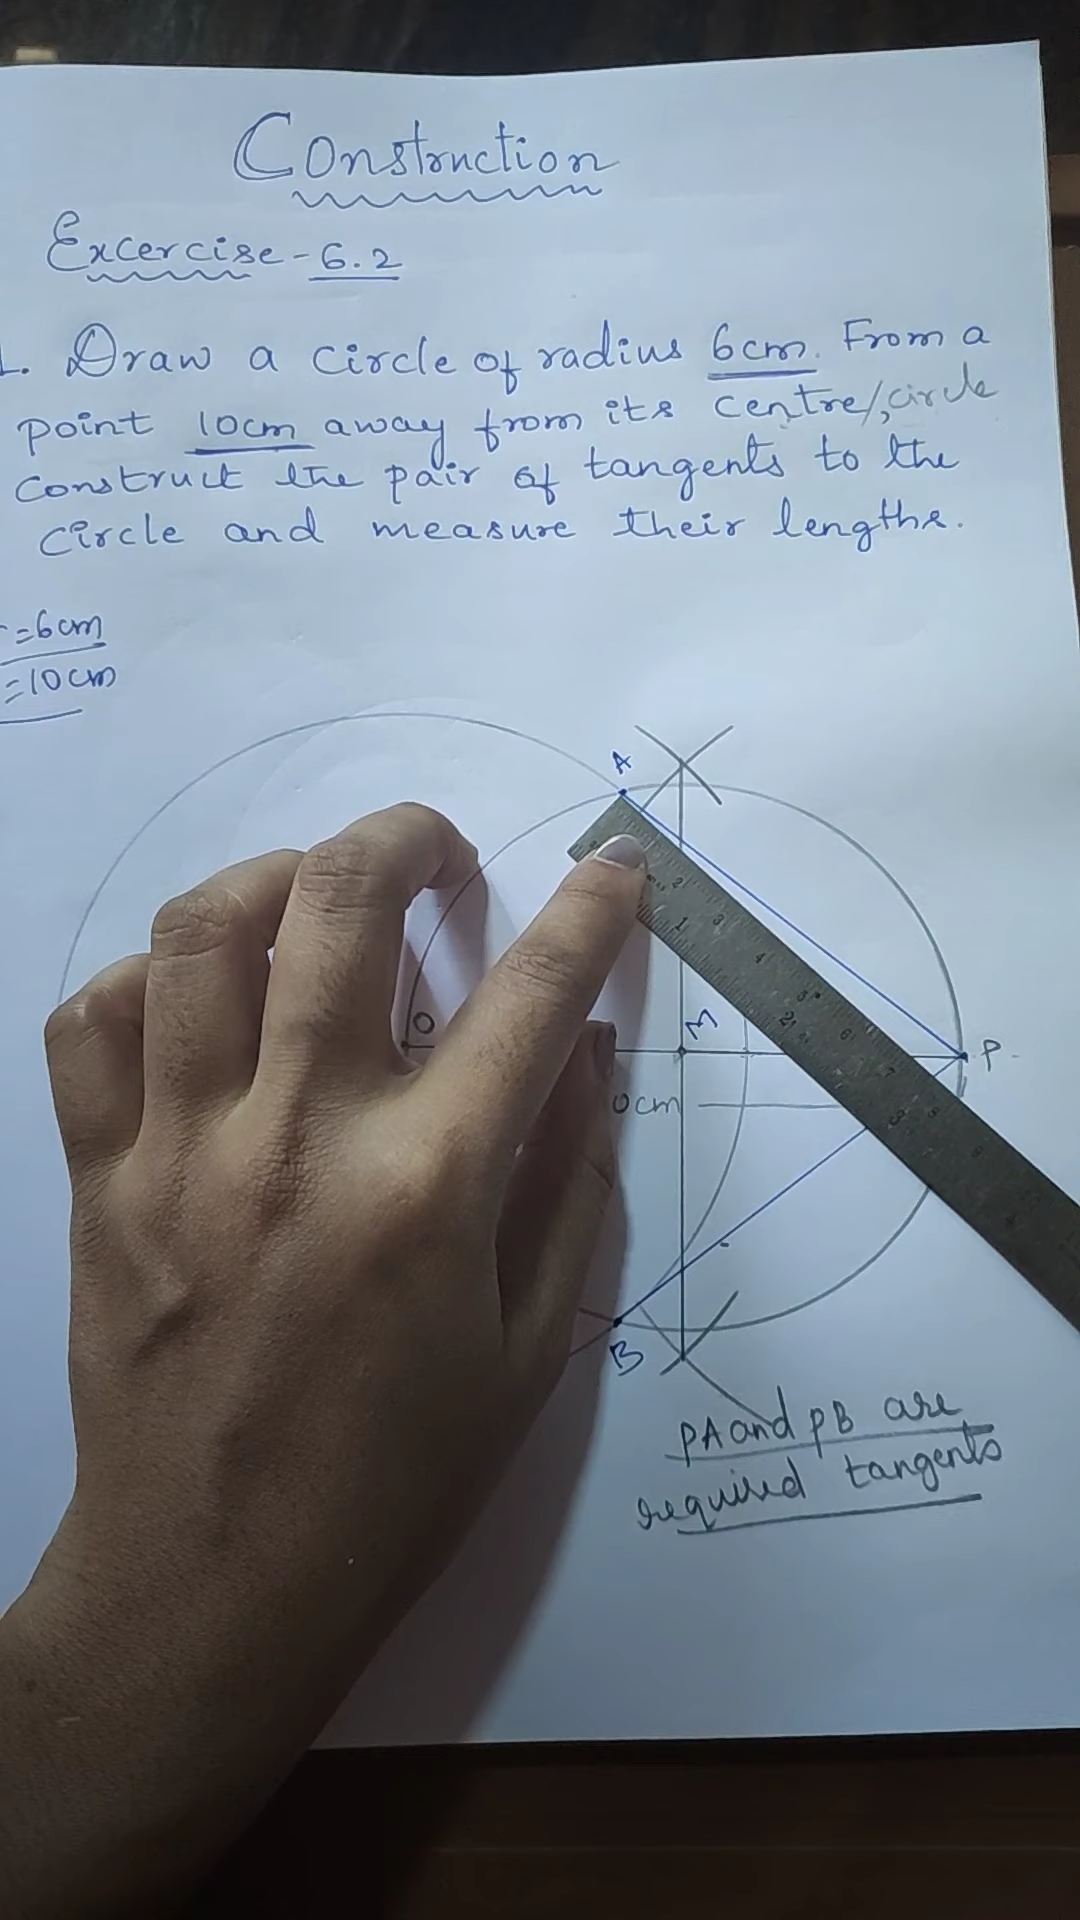 Construction
Excercise - 6.2
1. Draw a circle of radius 6cm. From a
point 10cm away from its centre/,circle
construct the pair of tangents to the
circle and measure their lengths.
=6cm
=10cm
A
O
M
P
0cm
B
PA and PB are
required tangents